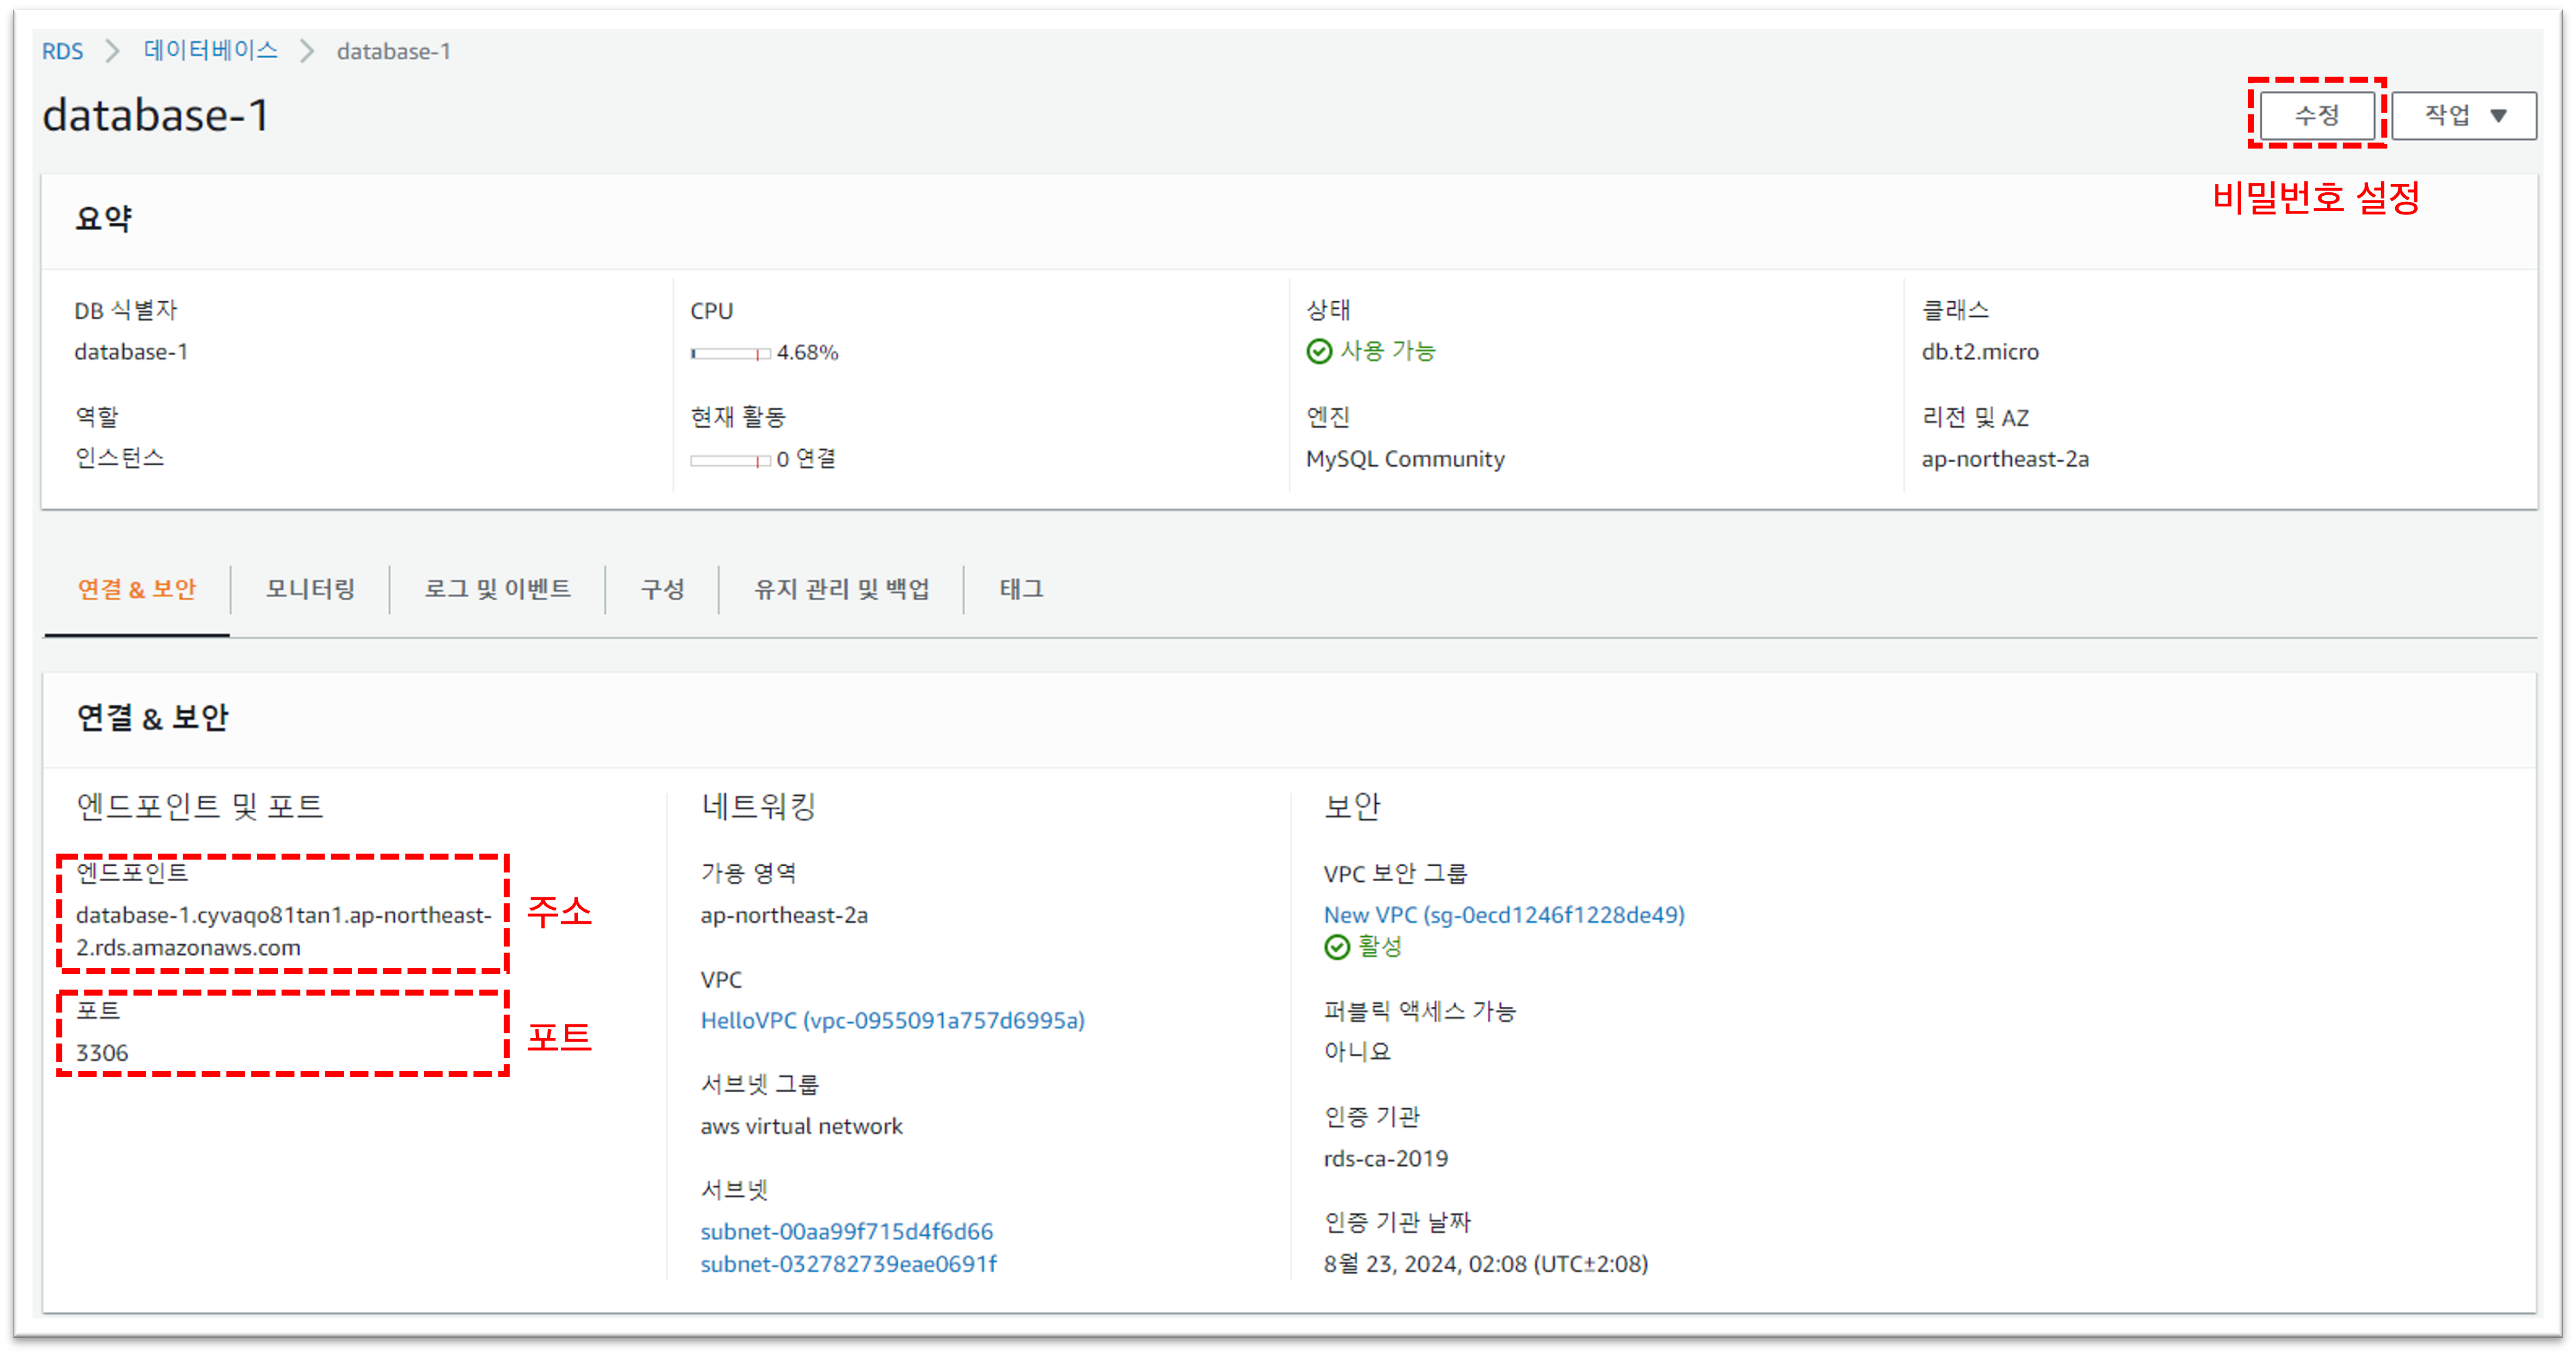 RDS > 데이터베이스 > database-1
database-1
수정
작업 ▼
비밀번호 설정
요약
DB 식별자
database-1
역할
인스턴스
CPU
4.68%
현재 활동
0 연결
상태
사용 가능
엔진
MySQL Community
클래스
db.t2.micro
리전 및 AZ
ap-northeast-2a
연결 & 보안
모니터링
로그 및 이벤트
구성
유지 관리 및 백업
태그
연결 & 보안
엔드포인트 및 포트
엔드포인트
database-1.cyvaqo81tan1.ap-northeast-
2.rds.amazonaws.com
주소
포트
3306
포트
네트워킹
가용 영역
ap-northeast-2a
VPC
HelloVPC (vpc-0955091a757d6995a)
서브넷 그룹
aws virtual network
서브넷
subnet-00aa99f715d4f6d66
subnet-032782739eae0691f
보안
VPC 보안 그룹
New VPC (sg-0ecd1246f1228de49)
활성
퍼블릭 액세스 가능
아니요
인증 기관
rds-ca-2019
인증 기관 날짜
8월 23, 2024, 02:08 (UTC±2:08)